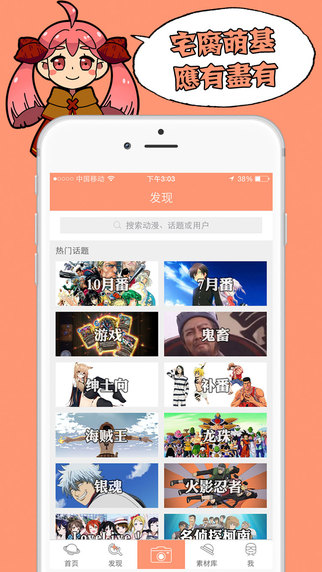 宅腐萌基
應有盡有
中国移动
下午3:03
38%
发现
搜索动漫、话题或用户
热门话题
10月番
7月番
游戏
鬼畜
绅士向
补番
海贼王
龙珠
银魂
火影忍者
LoveLive!
名侦探柯南
首页
发现
素材库
我